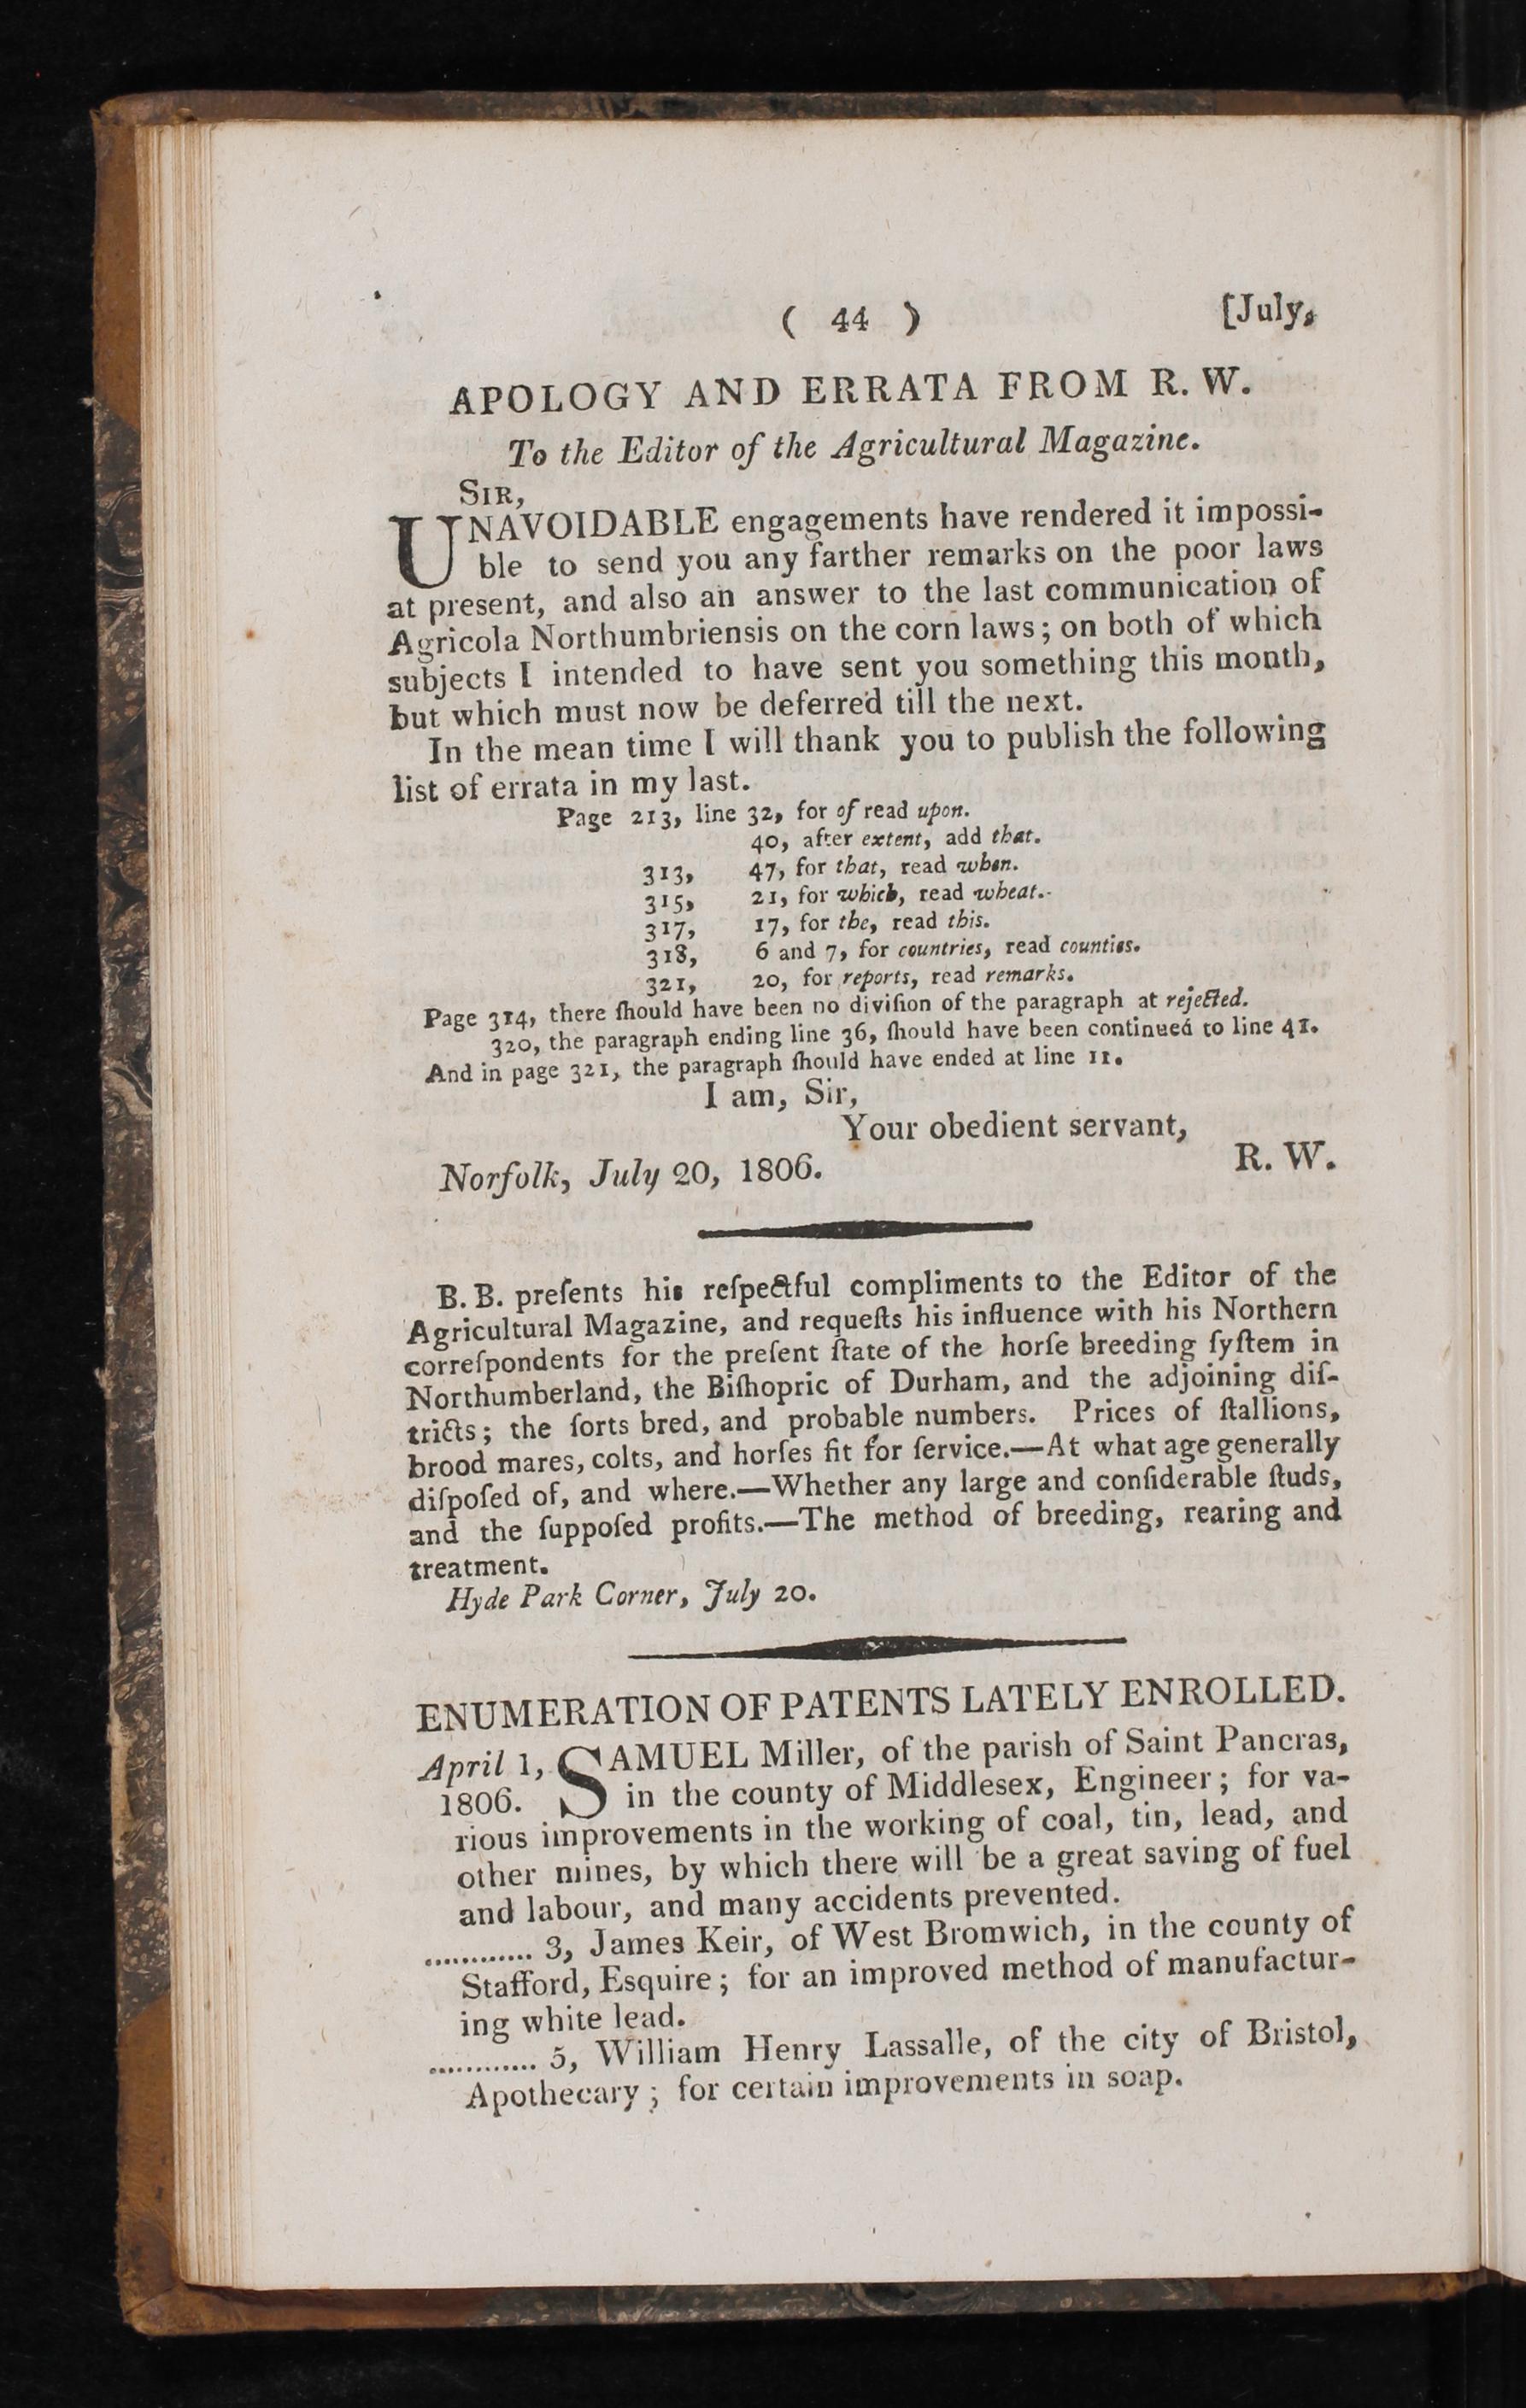 ( 44 ) [July,
APOLOGY AND ERRATA FROM R. W.
To the Editor of the Agricultural Magazine.
SIR,
UNAVOIDABLE engagements have rendered it impossi-
ble to send you any farther remarks on the poor laws
at present, and also an answer to the last communication of
Agricola Northumbriensis on the corn laws; on both of which
subjects I intended to have sent you something this month,
but which must now be deferred till the next.
In the mean time I will thank you to publish the following
list of errata in my last.
Page 213, line 32, for of read upon.
40, after extent, add that.
313, 47, for that, read when.
315, 21, for which, read wheat.
317, 17, for the, read this.
318, 6 and 7, for countries, read counties.
321, 20, for reports, read remarks.
Page 314, there ſhould have been no diviſion of the paragraph at rejected.
320, the paragraph ending line 36, ſhould have been continued to line 41.
And in page 321, the paragraph ſhould have ended at line 11.
I am, Sir,
Your obedient servant,
R. W.
Norfolk, July 20, 1806.
B. B. preſents his reſpectful compliments to the Editor of the
Agricultural Magazine, and requeſts his influence with his Northern
correſpondents for the preſent ſtate of the horſe breeding ſyſtem in
Northumberland, the Biſhopric of Durham, and the adjoining diſ-
tricts; the ſorts bred, and probable numbers. Prices of ſtallions,
brood mares, colts, and horſes fit for ſervice.—At what age generally
diſpoſed of, and where.—Whether any large and conſiderable ſtuds,
and the ſuppoſed profits.—The method of breeding, rearing and
treatment.
Hyde Park Corner, July 20.
ENUMERATION OF PATENTS LATELY ENROLLED.
April 1, SAMUEL Miller, of the parish of Saint Pancras,
1806. in the county of Middlesex, Engineer; for va-
rious improvements in the working of coal, tin, lead, and
other mines, by which there will be a great saving of fuel
and labour, and many accidents prevented.
............ 3, James Keir, of West Bromwich, in the county of
Stafford, Esquire; for an improved method of manufactur-
ing white lead.
............ 5, William Henry Lassalle, of the city of Bristol,
Apothecary; for certain improvements in soap.